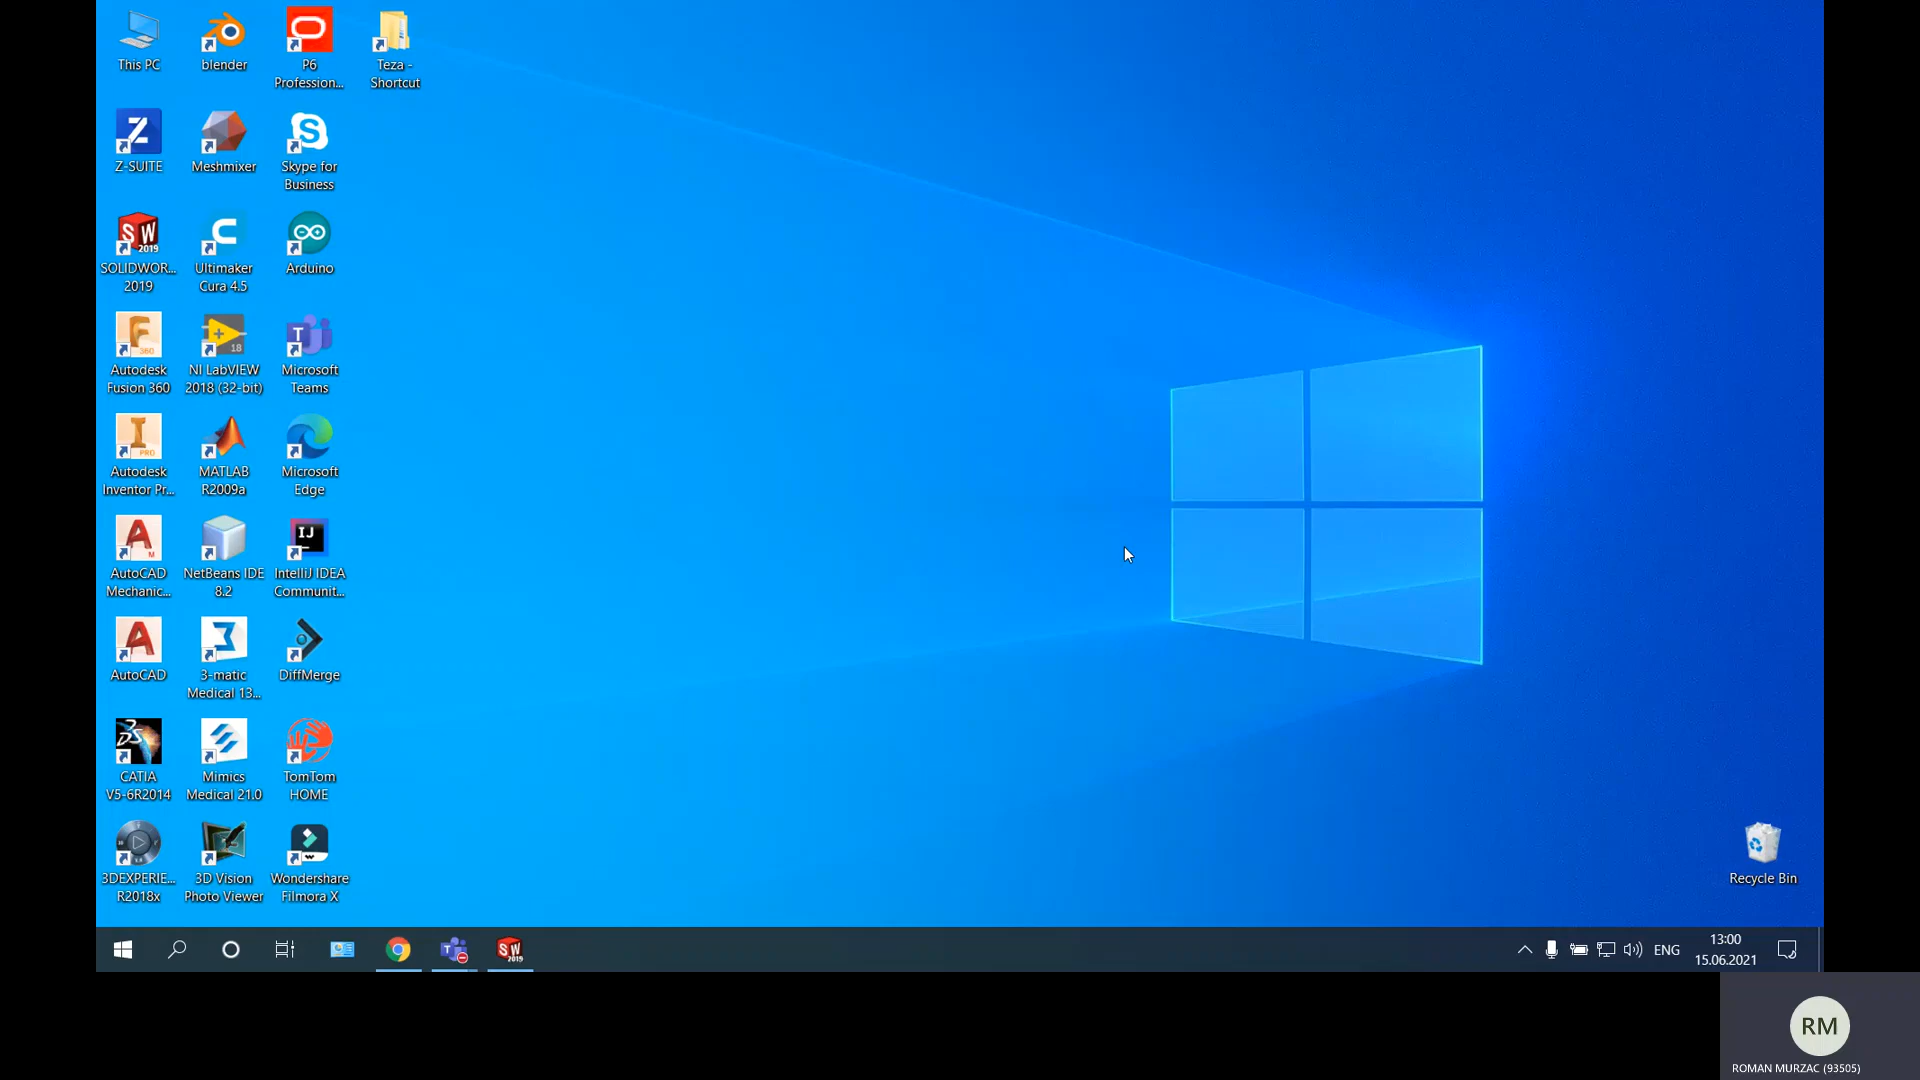 This PC
blender
P6
Profession...
Teza -
Shortcut
Z-SUITE
Meshmixer
Skype for
Business
SOLIDWOR...
2019
Ultimaker
Cura 4.5
Arduino
Autodesk
Fusion 360
NI LabVIEW
2018 (32-bit)
Microsoft
Teams
Autodesk
Inventor Pr...
MATLAB
R2009a
Microsoft
Edge
AutoCAD
Mechanic...
NetBeans IDE
8.2
IntelliJ IDEA
Communit...
AutoCAD
3-matic
Medical 13...
DiffMerge
CATIA
V5-6R2014
Mimics
Medical 21.0
TomTom
HOME
3DEXPERIE...
R2018x
3D Vision
Photo Viewer
Wondershare
Filmora X
Recycle Bin
ENG
13:00
15.06.2021
RM
ROMAN MURZAC (93505)